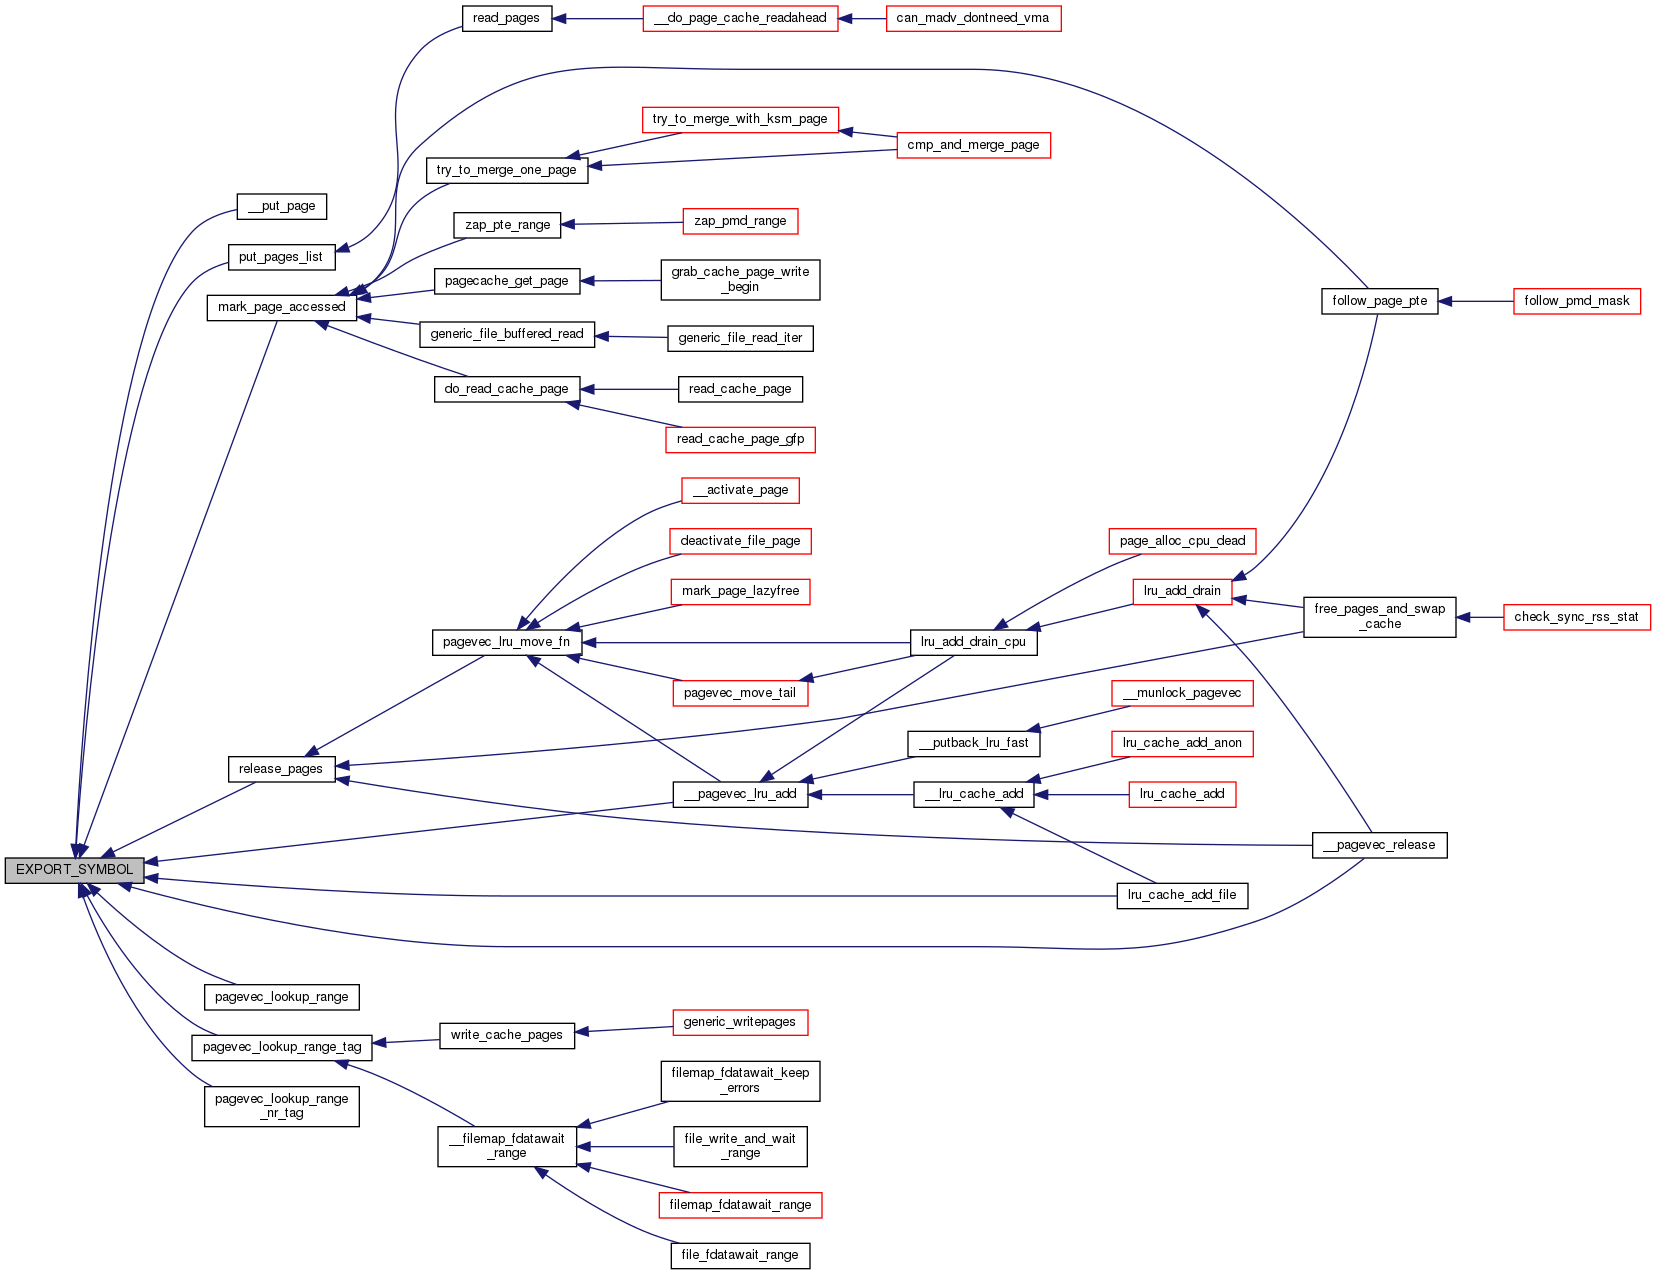 read_pages
__do_page_cache_readahead
can_madv_dontneed_vma
try_to_merge_with_ksm_page
cmp_and_merge_page
try_to_merge_one_page
__put_page
zap_pte_range
zap_pmd_range
put_pages_list
pagecache_get_page
grab_cache_page_write
_begin
mark_page_accessed
follow_page_pte
follow_pmd_mask
generic_file_buffered_read
generic_file_read_iter
do_read_cache_page
read_cache_page
read_cache_page_gfp
__activate_page
deactivate_file_page
page_alloc_cpu_dead
mark_page_lazyfree
lru_add_drain
free_pages_and_swap
_cache
check_sync_rss_stat
pagevec_lru_move_fn
lru_add_drain_cpu
pagevec_move_tail
__munlock_pagevec
__putback_lru_fast
lru_cache_add_anon
release_pages
__pagevec_lru_add
__lru_cache_add
lru_cache_add
__pagevec_release
EXPORT_SYMBOL
lru_cache_add_file
pagevec_lookup_range
generic_writepages
write_cache_pages
pagevec_lookup_range_tag
filemap_fdatawait_keep
_errors
pagevec_lookup_range
_nr_tag
__filemap_fdatawait
_range
file_write_and_wait
_range
filemap_fdatawait_range
file_fdatawait_range